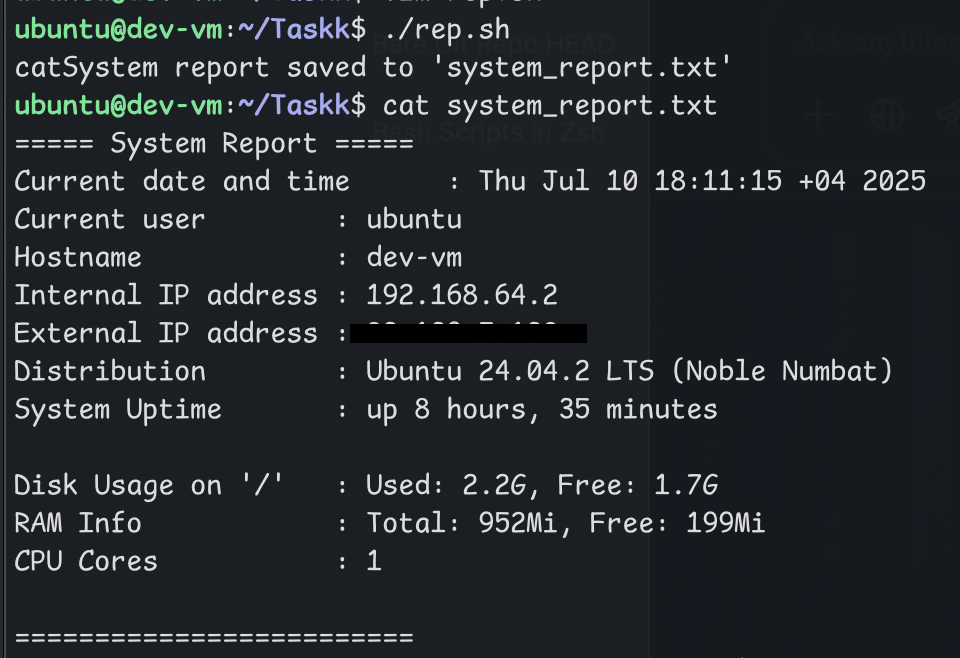 ubuntu@dev-vm:~/Taskk$ ./rep.sh
catSystem report saved to 'system_report.txt'
ubuntu@dev-vm:~/Taskk$ cat system_report.txt
===== System Report =====
Current date and time      : Thu Jul 10 18:11:15 +04 2025
Current user        : ubuntu
Hostname            : dev-vm
Internal IP address : 192.168.64.2
External IP address :
Distribution        : Ubuntu 24.04.2 LTS (Noble Numbat)
System Uptime       : up 8 hours, 35 minutes
Disk Usage on '/'   : Used: 2.2G, Free: 1.7G
RAM Info            : Total: 952Mi, Free: 199Mi
CPU Cores           : 1
=========================